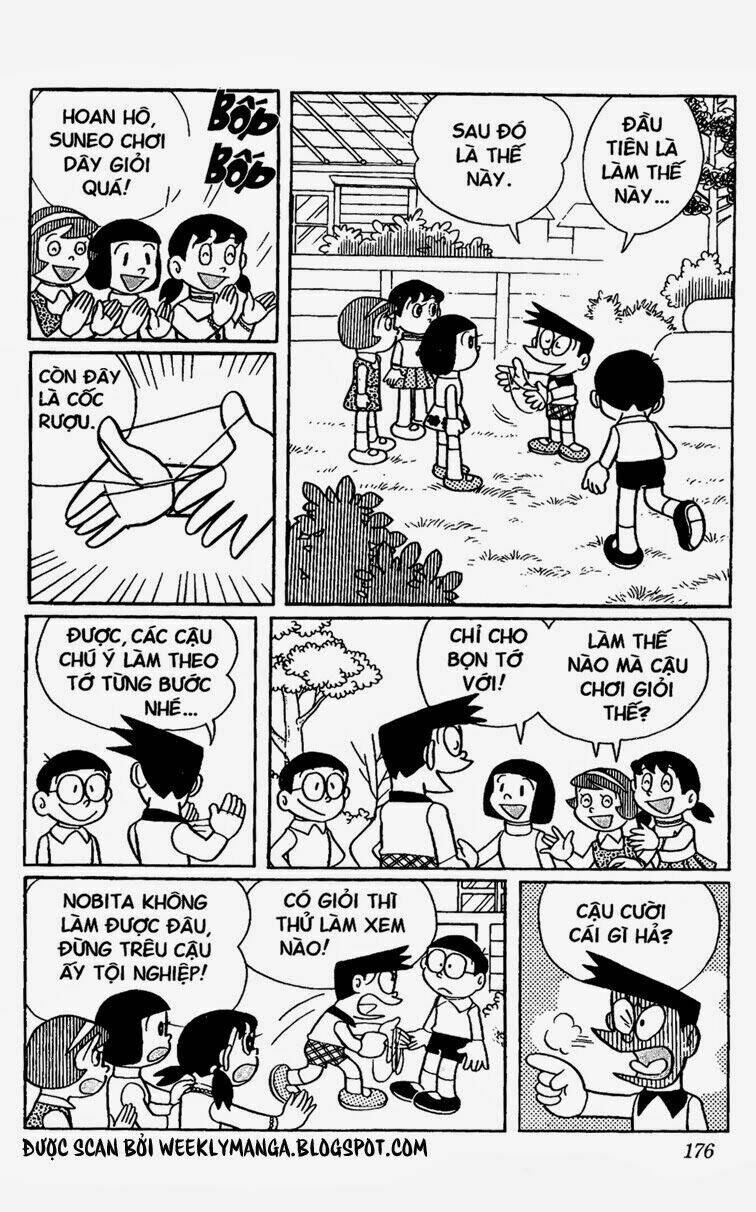 ĐẦU
TIÊN LÀ
LÀM THẾ
NÀY...
SAU ĐÓ
LÀ THẾ
NÀY.
BỐP
BỐP
HOAN HÔ,
SUNEO CHƠI
DÂY GIỎI
QUÁ!
CÒN ĐÂY
LÀ CỐC
RƯỢU.
LÀM THẾ
NÀO MÀ CẬU
CHƠI GIỎI
THẾ?
CHỈ CHO
BỌN TỚ
VỚI!
ĐƯỢC, CÁC CẬU
CHÚ Ý LÀM THEO
TỚ TỪNG BƯỚC
NHÉ...
CẬU CƯỜI
CÁI GÌ HẢ?
CÓ GIỎI THÌ
THỬ LÀM XEM
NÀO!
NOBITA KHÔNG
LÀM ĐƯỢC ĐÂU,
ĐỪNG TRÊU CẬU
ẤY TỘI NGHIỆP!
ĐƯỢC SCAN BỞI WEEKLYMANGA.BLOGSPOT.COM
176